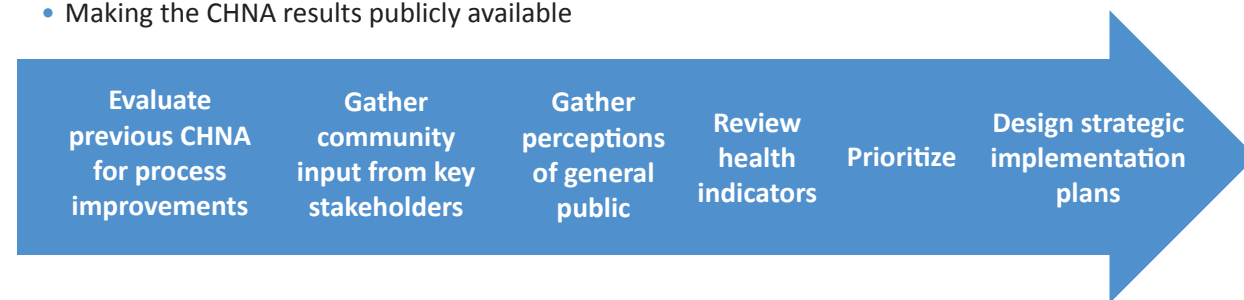 • Making the CHNA results publicly available
Evaluate
previous CHNA
for process
improvements
Gather
community
input from key
stakeholders
Gather
perceptions
of general
public
Review
health
indicators
Prioritize
Design strategic
implementation
plans